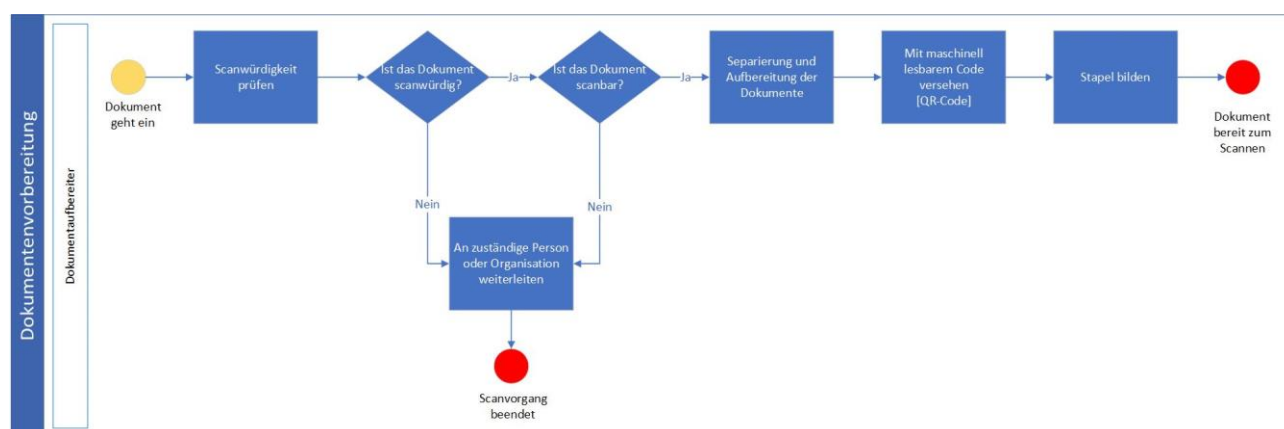 Dokumentenvorbereitung
Dokumentaufbereiter
Dokument
geht ein
Scanwürdigkeit
prüfen
Ist das Dokument
scanwürdig?
Ja
Ist das Dokument
scanbar?
Ja
Separierung und
Aufbereitung der
Dokumente
Mit maschinell
lesbarem Code
versehen
[QR-Code]
Stapel bilden
Dokument
bereit zum
Scannen
Nein
Nein
An zuständige Person
oder Organisation
weiterleiten
Scanvorgang
beendet